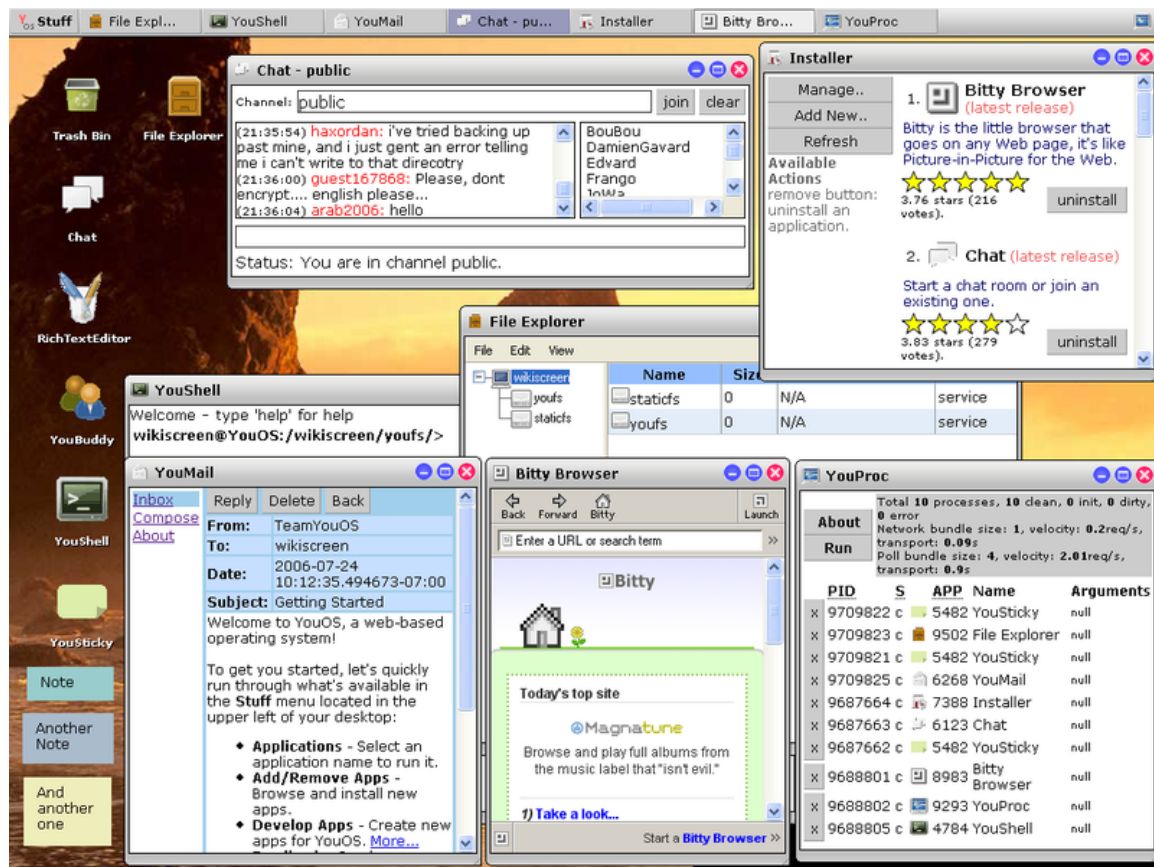 YOS Stuff
File Expl...
YouShell
YouMail
Chat - pu...
Installer
Bitty Bro...
YouProc
Trash Bin
File Explorer
Chat
RichTextEditor
YouBuddy
YouShell
YouSticky
Note
Another
Note
And
another
one
Chat - public
Channel: public
join
clear
(21:35:54) haxordan: i've tried backing up
past mine, and i just gent an error telling
me i can't write to that direcotry
(21:36:00) guest167868: Please, dont
encrypt.... english please...
(21:36:04) arab2006: hello
BouBou
DamienGavard
Edvard
Frango
JoWa
Status: You are in channel public.
Installer
Manage..
Add New..
Refresh
Available
Actions
remove button:
uninstall an
application.
1. Bitty Browser
(latest release)
Bitty is the little browser that
goes on any Web page, it's like
Picture-in-Picture for the Web.
3.76 stars (216
votes).
uninstall
2. Chat (latest release)
Start a chat room or join an
existing one.
3.83 stars (279
votes).
uninstall
File Explorer
File Edit View
wikiscreen
youfs
staticfs
Name Size
staticfs 0 N/A service
youfs 0 N/A service
YouShell
Welcome - type 'help' for help
wikiscreen@YouOS:/wikiscreen/youfs/>
YouMail
Inbox
Compose
About
Reply Delete Back
From: TeamYouOS
To: wikiscreen
Date: 2006-07-24
10:12:35.494673-07:00
Subject: Getting Started
Welcome to YouOS, a web-based
operating system!
To get you started, let's quickly
run through what's available in
the Stuff menu located in the
upper left of your desktop:
• Applications - Select an
application name to run it.
• Add/Remove Apps -
Browse and install new
apps.
• Develop Apps - Create new
apps for YouOS. More...
Bitty Browser
Back Forward Bitty Launch
Enter a URL or search term »
Bitty
Today's top site
Magnatune
Browse and play full albums from
the music label that "isn't evil."
1) Take a look...
Start a Bitty Browser »
YouProc
About
Run
Total 10 processes, 10 clean, 0 init, 0 dirty,
0 error
Network bundle size: 1, velocity: 0.2req/s,
transport: 0.09s
Poll bundle size: 4, velocity: 2.01req/s,
transport: 0.9s
PID S APP Name Arguments
x 9709822 c 5482 YouSticky null
x 9709823 c 9502 File Explorer null
x 9709821 c 5482 YouSticky null
x 9709825 c 6268 YouMail null
x 9687664 c 7388 Installer null
x 9687663 c 6123 Chat null
x 9687662 c 5482 YouSticky null
x 9688801 c 8983 Bitty
Browser null
x 9688802 c 9293 YouProc null
x 9688805 c 4784 YouShell null